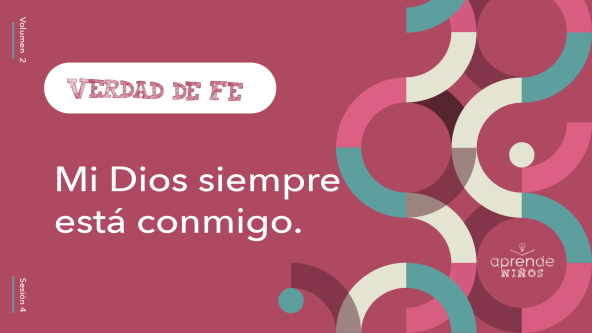 Volumen 2
VERDAD DE FE
Mi Dios siempre
está conmigo.
aprende
NIÑOS
Sesión 4